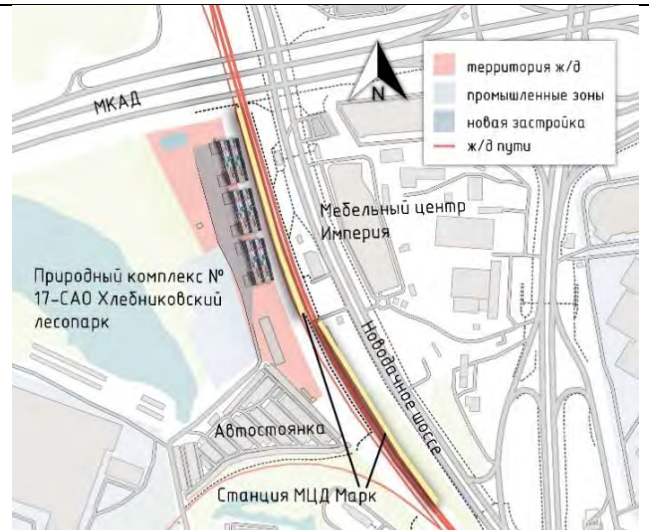 МКАД
N
территория ж/д
промышленные зоны
новая застройка
ж/д пути
Мебельный центр
Империя
Природный комплекс №
17-САО Хлебниковский
лесопарк
Новодачное шоссе
Автостоянка
Станция МЦД Марк